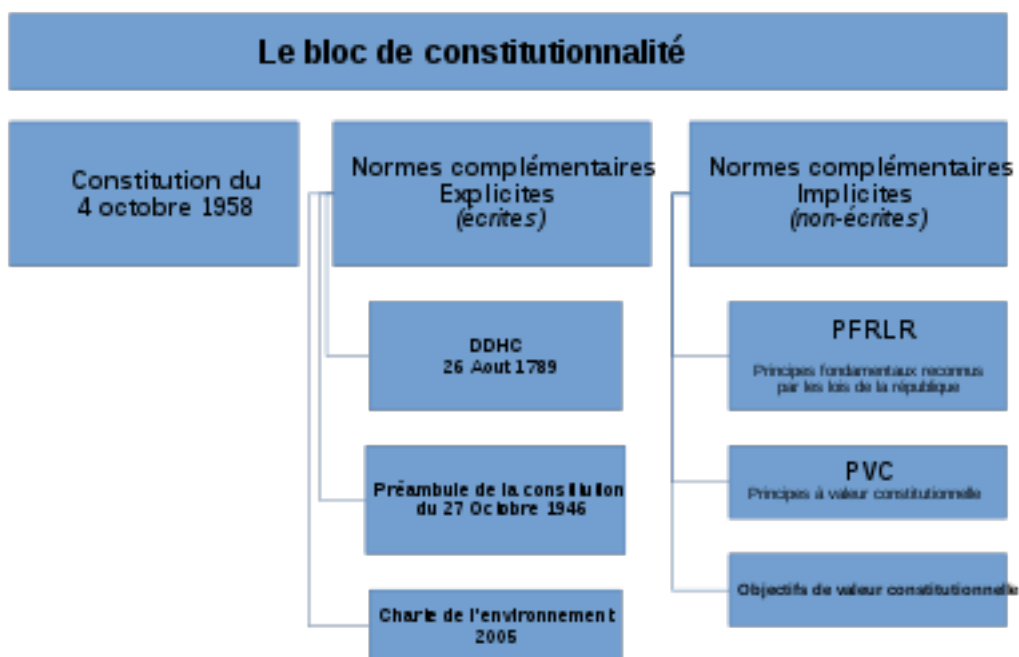 Le bloc de constitutionnalité
Constitution du
4 octobre 1958
Normes complémentaires
Explicites
(écrites)
DDHC
26 Aout 1789
Préambule de la constitution
du 27 Octobre 1946
Charte de l'environnement
2005
Normes complémentaires
Implicites
(non-écrites)
PFRLR
Principes fondamentaux reconnus
par les lois de la république
PVC
Principes à valeur constitutionnelle
Objectifs de valeur constitutionnelle